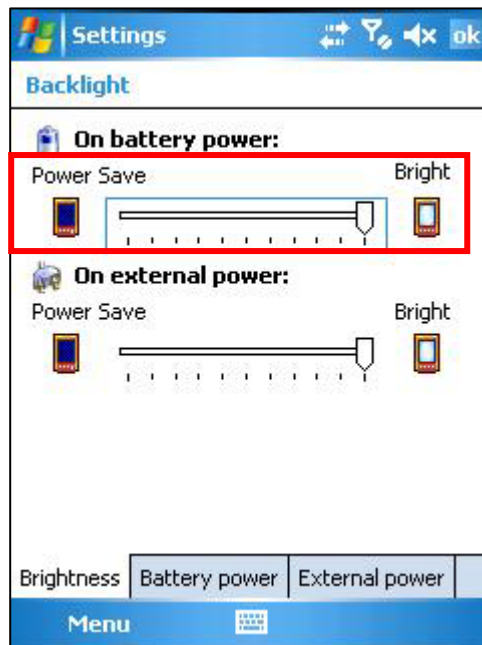 Settings ok
Backlight
On battery power:
Power Save Bright
On external power:
Power Save Bright
Brightness Battery power External power
Menu